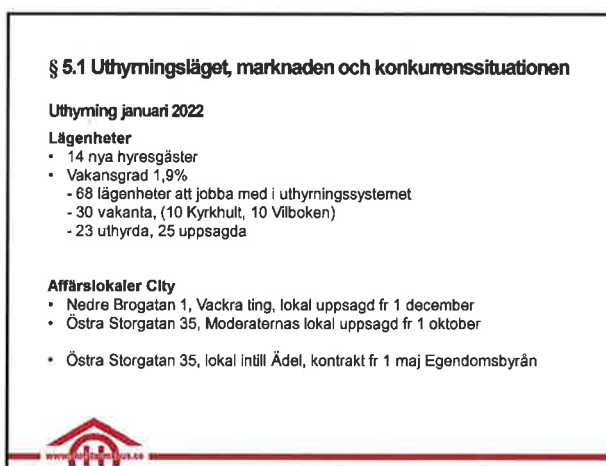 § 5.1 Uthyrningsläget, marknaden och konkurrenssituationen
Uthyrning januari 2022
Lägenheter
• 14 nya hyresgäster
• Vakansgrad 1,9%
- 68 lägenheter att jobba med i uthyrningssystemet
- 30 vakanta, (10 Kyrkhult, 10 Vilboken)
- 23 uthyrda, 25 uppsagda
Affärslokaler City
• Nedre Brogatan 1, Vackra ting, lokal uppsagd fr 1 december
• Östra Storgatan 35, Moderaternas lokal uppsagd fr 1 oktober
• Östra Storgatan 35, lokal intill Ädel, kontrakt fr 1 maj Egendomsbyrån